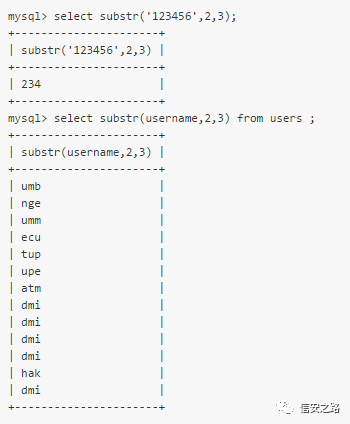 mysql> select substr('123456',2,3);
+----------------------+
| substr('123456',2,3) |
+----------------------+
| 234                  |
+----------------------+
mysql> select substr(username,2,3) from users ;
+----------------------+
| substr(username,2,3) |
+----------------------+
| umb                  |
| nge                  |
| umm                  |
| ecu                  |
| tup                  |
| upe                  |
| atm                  |
| dmi                  |
| dmi                  |
| dmi                  |
| dmi                  |
| hak                  |
| dmi                  |
+----------------------+
信安之路